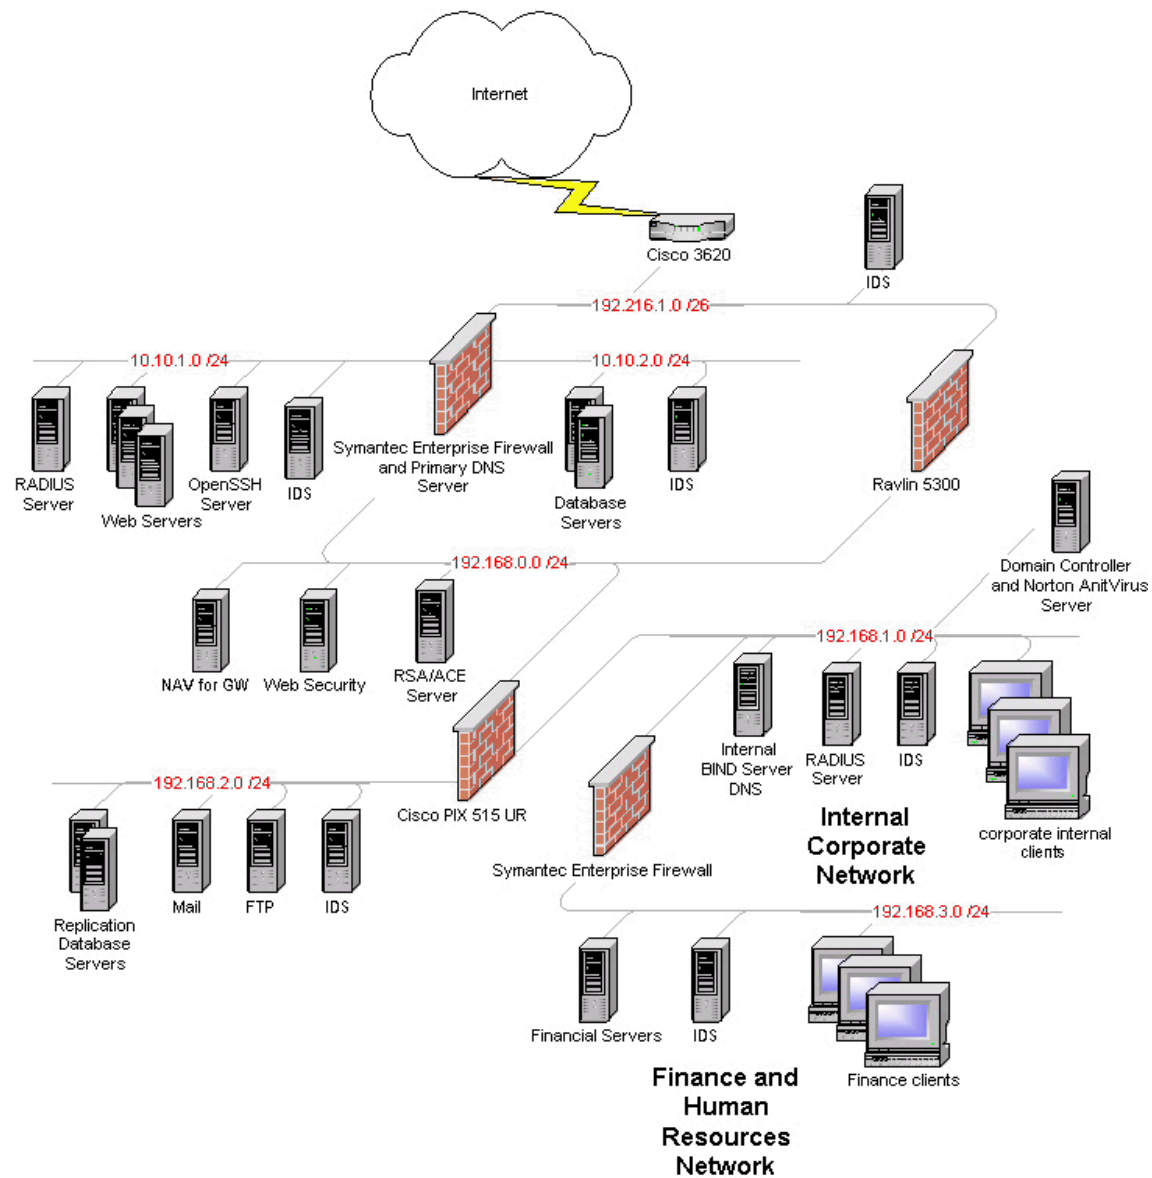 Internet
Cisco 3620
IDS
192.216.1.0 /26
10.10.1.0 /24
10.10.2.0 /24
RADIUS
Server
Web Servers
OpenSSH
Server
IDS
Symantec Enterprise Firewall
and Primary DNS
Server
Database
Servers
IDS
Ravlin 5300
192.168.0.0 /24
Domain Controller
and Norton AnitVirus
Server
NAV for GW
Web Security
RSA/ACE
Server
192.168.1.0 /24
Internal
BIND Server
DNS
RADIUS
Server
IDS
corporate internal
clients
Internal
Corporate
Network
192.168.2.0 /24
Cisco PIX 515 UR
Symantec Enterprise Firewall
Replication
Database
Servers
Mail
FTP
IDS
192.168.3.0 /24
Financial Servers
IDS
Finance clients
Finance and
Human
Resources
Network